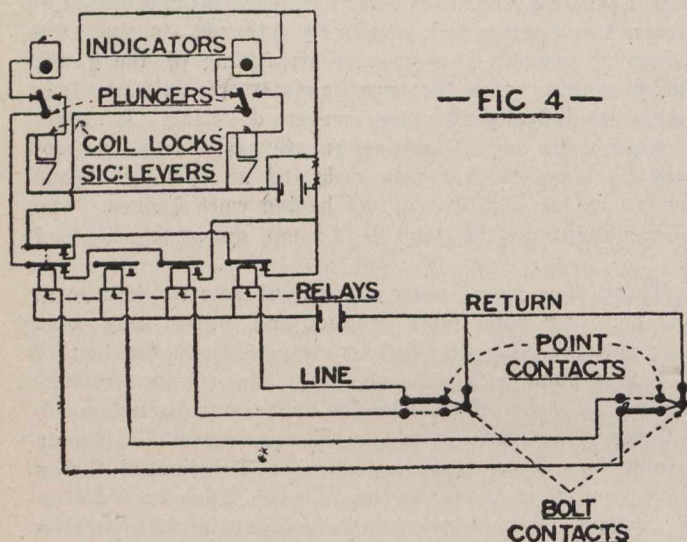 INDICATORS
PLUNGERS
— FIG 4 —
COIL LOCKS
SIG: LEVERS
RELAYS
RETURN
POINT
CONTACTS
LINE
BOLT
CONTACTS